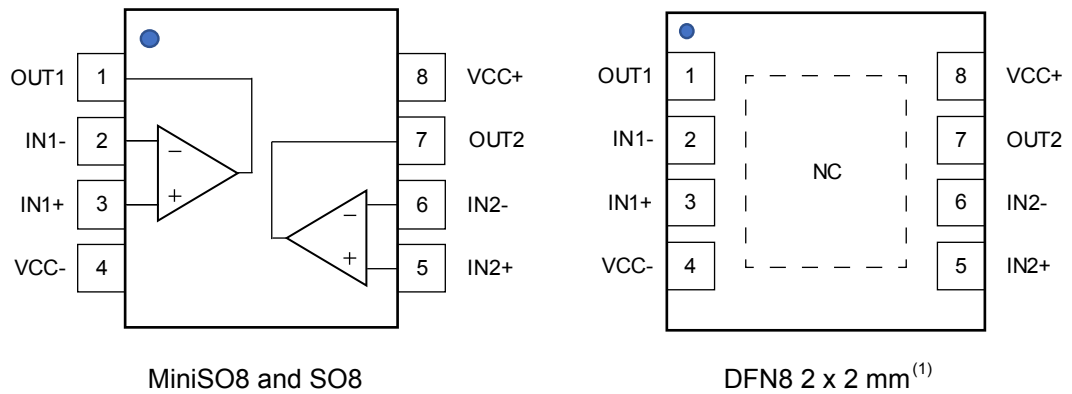 OUT1 1 8 VCC+
IN1- 2 − 7 OUT2
IN1+ 3 + − 6 IN2-
VCC- 4 + 5 IN2+
MiniSO8 and SO8
OUT1 1 8 VCC+
IN1- 2 7 OUT2
NC
IN1+ 3 6 IN2-
VCC- 4 5 IN2+
DFN8 2 x 2 mm(1)